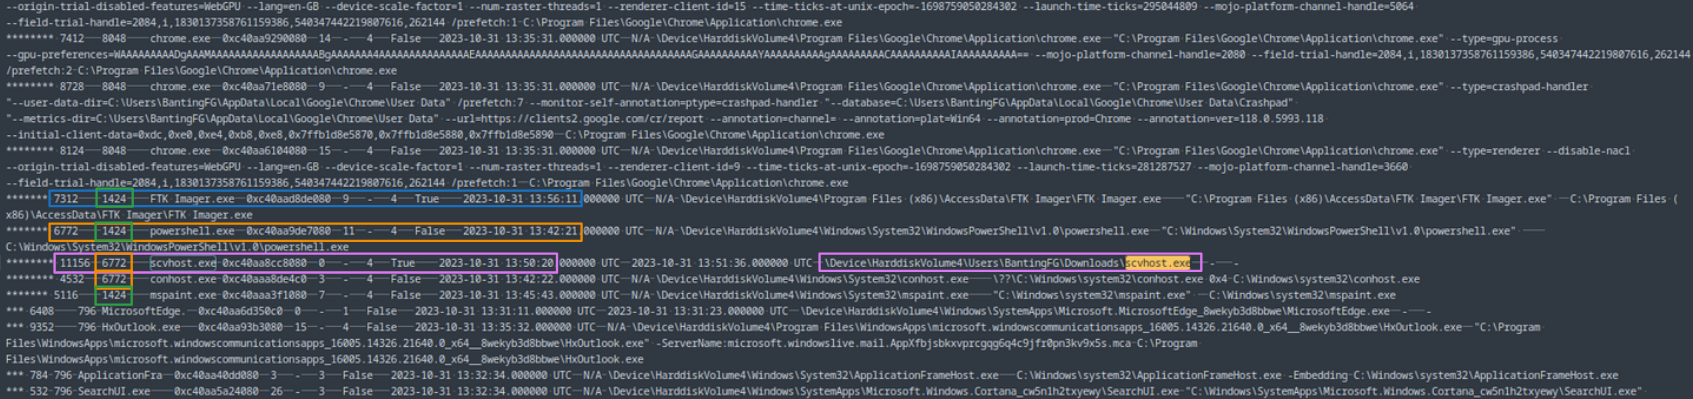 --origin-trial-disabled-features=WebGPU --lang=en-GB --device-scale-factor=1 --num-raster-threads=1 --renderer-client-id=15 --time-ticks-at-unix-epoch=-1698759050284302 --launch-time-ticks=295044809 --mojo-platform-channel-handle=5064
--field-trial-handle=2084,i,1830137358761159386,5403474422198076​16,262144 /prefetch:1 C:\Program Files\Google\Chrome\Application\chrome.exe
******** 7412 8048 chrome.exe 0xc40aa9290080 14 - 4 False 2023-10-31 13:35:31.000000 UTC N/A \Device\HarddiskVolume4\Program Files\Google\Chrome\Application\chrome.exe "C:\Program Files\Google\Chrome\Application\chrome.exe" --type=gpu-process
--mojo-platform-channel-handle=2080 --field-trial-handle=2084,i,1830137358761159386,540347442219807616,262144
/prefetch:2 C:\Program Files\Google\Chrome\Application\chrome.exe
******** 8728 8048 chrome.exe 0xc40aa71e8080 9 - 4 False 2023-10-31 13:35:31.000000 UTC N/A \Device\HarddiskVolume4\Program Files\Google\Chrome\Application\chrome.exe "C:\Program Files\Google\Chrome\Application\chrome.exe" --type=crashpad-handler
"--user-data-dir=C:\Users\BantingFG\AppData\Local\Google\Chrome\User Data" /prefetch:7 --monitor-self-annotation=ptype=crashpad-handler "--database=C:\Users\BantingFG\AppData\Local\Google\Chrome\User Data\Crashpad"
"--metrics-dir=C:\Users\BantingFG\AppData\Local\Google\Chrome\User Data" --url=https://clients2.google.com/cr/report --annotation=channel= --annotation=plat=Win64 --annotation=prod=Chrome --annotation=ver=118.0.5993.118
--initial-client-data=0xdc,0xe0,0xe4,0xb8,0xe8,0x7ffb1d8e5870,0x7ffb1d8e5880,0x7ffb1d8e5890 C:\Program Files\Google\Chrome\Application\chrome.exe
******** 8124 8048 chrome.exe 0xc40aa6104080 15 - 4 False 2023-10-31 13:35:31.000000 UTC N/A \Device\HarddiskVolume4\Program Files\Google\Chrome\Application\chrome.exe "C:\Program Files\Google\Chrome\Application\chrome.exe" --type=renderer --disable-nacl
--origin-trial-disabled-features=WebGPU --lang=en-GB --device-scale-factor=1 --num-raster-threads=1 --renderer-client-id=9 --time-ticks-at-unix-epoch=-1698759050284302 --launch-time-ticks=281287527 --mojo-platform-channel-handle=3660
--field-trial-handle=2084,i,1830137358761159386,540347442219807616,262144 /prefetch:1 C:\Program Files\Google\Chrome\Application\chrome.exe
******* 7312 1424 FTK Imager.exe 0xc40aad8de080 9 - 4 True 2023-10-31 13:56:11.000000 UTC N/A \Device\HarddiskVolume4\Program Files (x86)\AccessData\FTK Imager\FTK Imager.exe "C:\Program Files (x86)\AccessData\FTK Imager\FTK Imager.exe" C:\Program Files (
x86)\AccessData\FTK Imager\FTK Imager.exe
******* 6772 1424 powershell.exe 0xc40aa9de7080 11 - 4 False 2023-10-31 13:42:21.000000 UTC N/A \Device\HarddiskVolume4\Windows\System32\WindowsPowerShell\v1.0\powershell.exe "C:\Windows\System32\WindowsPowerShell\v1.0\powershell.exe"
C:\Windows\System32\WindowsPowerShell\v1.0\powershell.exe
******** 11156 6772 scvhost.exe 0xc40aa8cc8080 0 - 4 True 2023-10-31 13:50:20.000000 UTC 2023-10-31 13:51:36.000000 UTC \Device\HarddiskVolume4\Users\BantingFG\Downloads\scvhost.exe - -
******** 4532 6772 conhost.exe 0xc40aaa8de4c0 3 - 4 False 2023-10-31 13:42:22.000000 UTC N/A \Device\HarddiskVolume4\Windows\System32\conhost.exe \??\C:\Windows\system32\conhost.exe 0x4 C:\Windows\system32\conhost.exe
******* 5116 1424 mspaint.exe 0xc40aaa3f1080 7 - 4 False 2023-10-31 13:45:43.000000 UTC N/A \Device\HarddiskVolume4\Windows\System32\mspaint.exe "C:\Windows\system32\mspaint.exe" C:\Windows\system32\mspaint.exe
*** 6408 796 MicrosoftEdge. 0xc40aa6d350c0 0 - 1 False 2023-10-31 13:31:11.000000 UTC 2023-10-31 13:31:23.000000 UTC \Device\HarddiskVolume4\Windows\SystemApps\Microsoft.MicrosoftEdge_8wekyb3d8bbwe\MicrosoftEdge.exe - -
*** 9352 796 HxOutlook.exe 0xc40aa93b3080 15 - 4 False 2023-10-31 13:35:32.000000 UTC N/A \Device\HarddiskVolume4\Program Files\WindowsApps\microsoft.windowscommunicationsapps_16005.14326.21640.0_x64__8wekyb3d8bbwe\HxOutlook.exe "C:\Program
Files\WindowsApps\microsoft.windowscommunicationsapps_16005.14326.21640.0_x64__8wekyb3d8bbwe\HxOutlook.exe" -ServerName:microsoft.windowslive.mail.AppXfbjsbkxvprcgqg6q4c9jfr0pn3kv9x5s.mca C:\Program
Files\WindowsApps\microsoft.windowscommunicationsapps_16005.14326.21640.0_x64__8wekyb3d8bbwe\HxOutlook.exe
*** 784 796 ApplicationFra 0xc40aa40dd080 3 - 3 False 2023-10-31 13:32:34.000000 UTC N/A \Device\HarddiskVolume4\Windows\System32\ApplicationFrameHost.exe C:\Windows\system32\ApplicationFrameHost.exe -Embedding C:\Windows\system32\ApplicationFrameHost.exe
*** 532 796 SearchUI.exe 0xc40aa5a24080 26 - 3 False 2023-10-31 13:32:34.000000 UTC N/A \Device\HarddiskVolume4\Windows\SystemApps\Microsoft.Windows.Cortana_cw5n1h2txyewy\SearchUI.exe "C:\Windows\SystemApps\Microsoft.Windows.Cortana_cw5n1h2txyewy\SearchUI.exe"